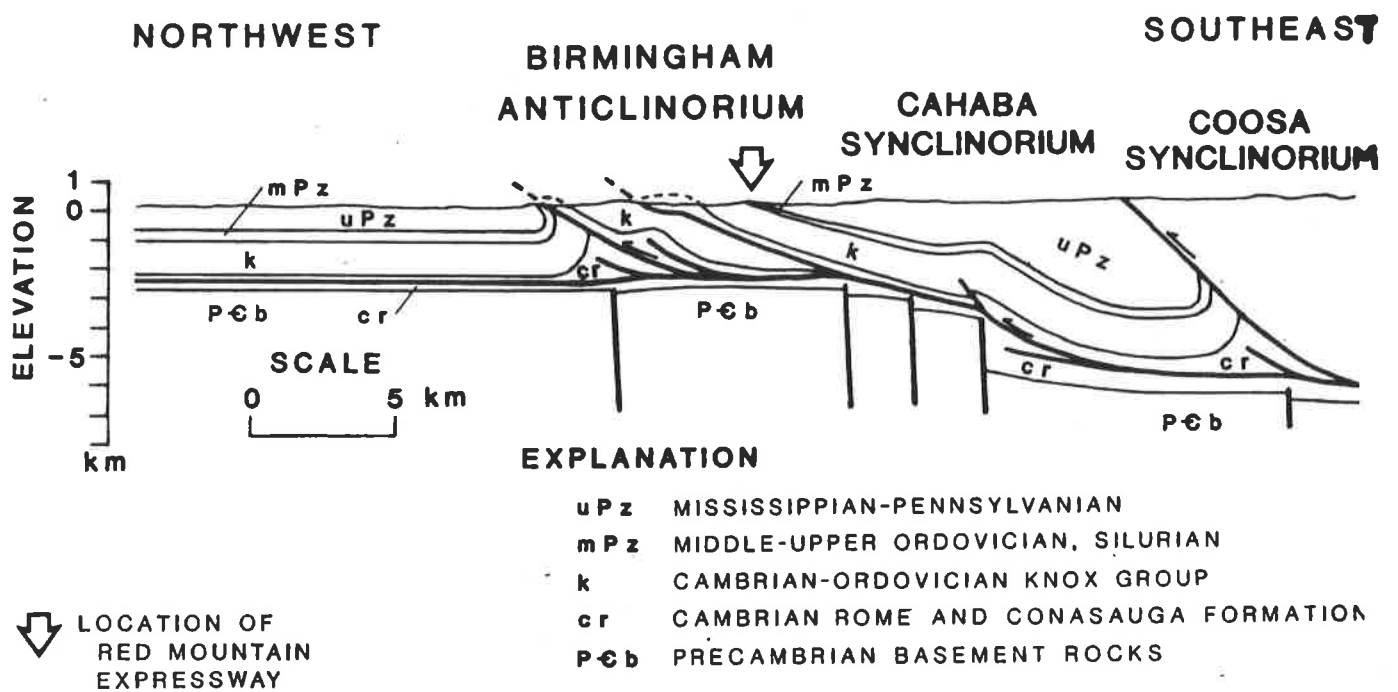 NORTHWEST
SOUTHEAST
BIRMINGHAM
ANTICLINORIUM
CAHABA
SYNCLINORIUM
COOSA
SYNCLINORIUM
ELEVATION
1
0
-5
km
mPz
uPz
k
P€b
cr
cr
k
P€b
k
mPz
uPz
cr
cr
P€b
SCALE
0 5 km
EXPLANATION
uPz MISSISSIPPIAN-PENNSYLVANIAN
mPz MIDDLE-UPPER ORDOVICIAN, SILURIAN
k CAMBRIAN-ORDOVICIAN KNOX GROUP
cr CAMBRIAN ROME AND CONASAUGA FORMATION
P€b PRECAMBRIAN BASEMENT ROCKS
LOCATION OF
RED MOUNTAIN
EXPRESSWAY